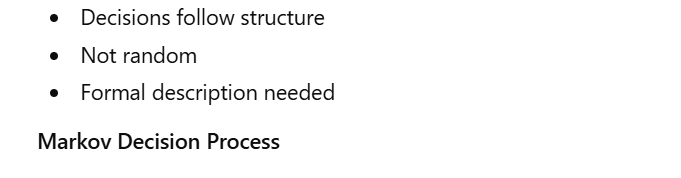 • Decisions follow structure
• Not random
• Formal description needed
Markov Decision Process